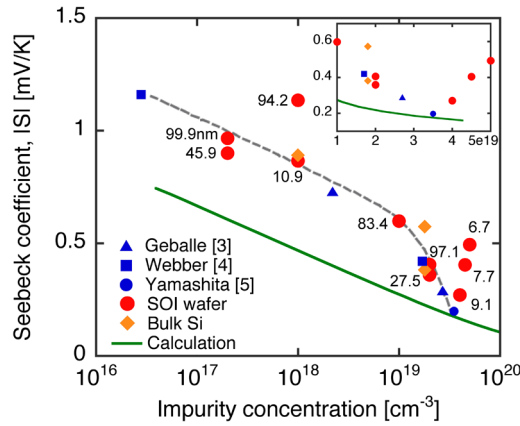 Seebeck coefficient, ISI [mV/K]
1.5
1
0.5
0
0.6
0.4
0.2
1
2
3
4
5e19
94.2
99.9nm
45.9
10.9
83.4
97.1
27.5
6.7
7.7
9.1
Geballe [3]
Webber [4]
Yamashita [5]
SOI wafer
Bulk Si
Calculation
10^16
10^17
10^18
10^19
10^20
Impurity concentration [cm^-3]